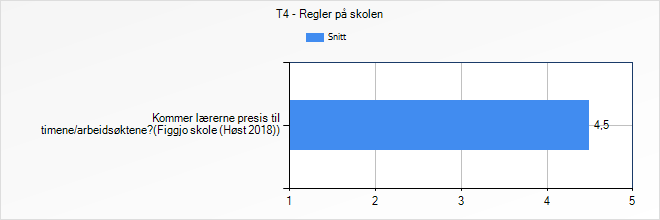 T4 - Regler på skolen
Snitt
Kommer lærerne presis til
timene/arbeidsøktene?(Figgjo skole (Høst 2018))
4,5
1 2 3 4 5